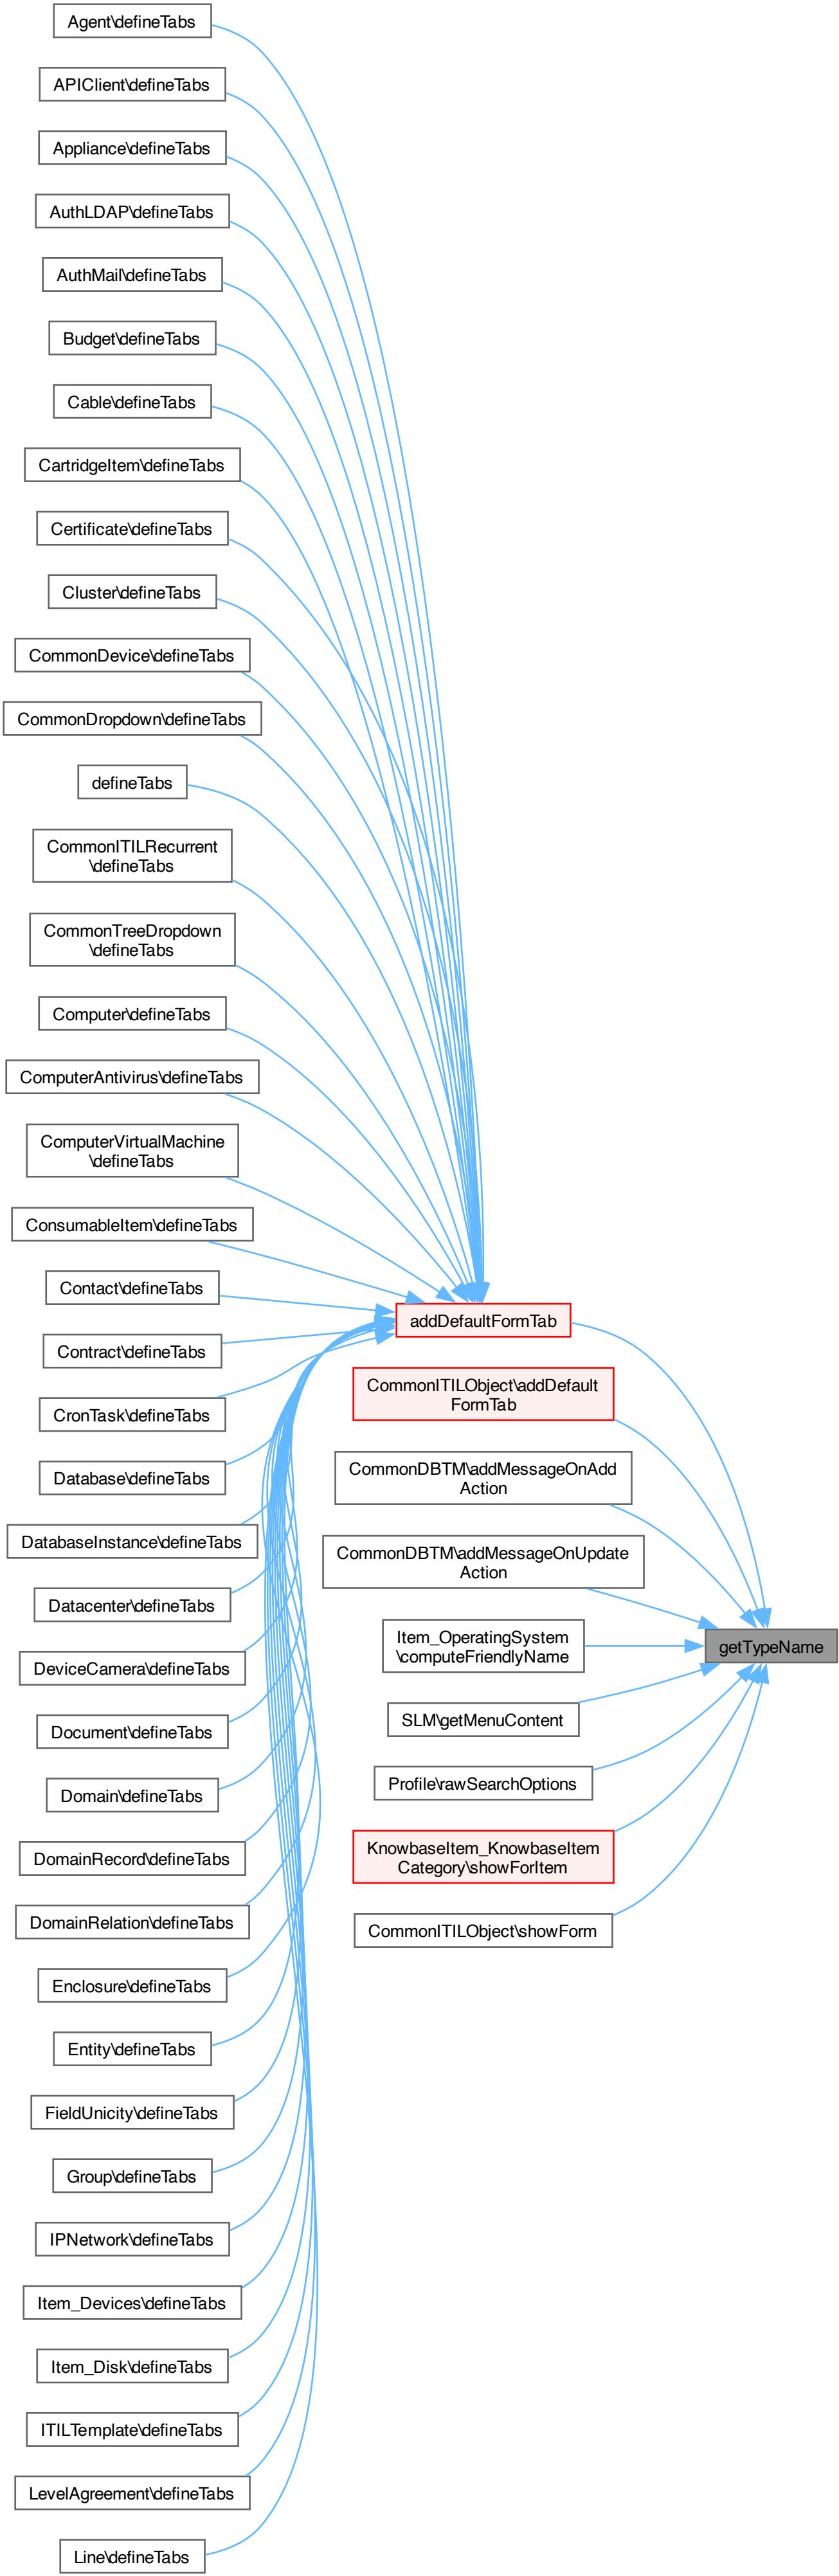 Agent\defineTabs
APIClient\defineTabs
Appliance\defineTabs
AuthLDAP\defineTabs
AuthMail\defineTabs
Budget\defineTabs
Cable\defineTabs
CartridgeItem\defineTabs
Certificate\defineTabs
Cluster\defineTabs
CommonDevice\defineTabs
CommonDropdown\defineTabs
defineTabs
CommonITILRecurrent
\defineTabs
CommonTreeDropdown
\defineTabs
Computer\defineTabs
ComputerAntivirus\defineTabs
ComputerVirtualMachine
\defineTabs
ConsumableItem\defineTabs
Contact\defineTabs
Contract\defineTabs
CronTask\defineTabs
Database\defineTabs
DatabaseInstance\defineTabs
Datacenter\defineTabs
DeviceCamera\defineTabs
Document\defineTabs
Domain\defineTabs
DomainRecord\defineTabs
DomainRelation\defineTabs
Enclosure\defineTabs
Entity\defineTabs
FieldUnicity\defineTabs
Group\defineTabs
IPNetwork\defineTabs
Item_Devices\defineTabs
Item_Disk\defineTabs
ITILTemplate\defineTabs
LevelAgreement\defineTabs
Line\defineTabs
addDefaultFormTab
CommonITILObject\addDefault
FormTab
CommonDBTM\addMessageOnAdd
Action
CommonDBTM\addMessageOnUpdate
Action
Item_OperatingSystem
\computeFriendlyName
SLM\getMenuContent
Profile\rawSearchOptions
KnowbaseItem_KnowbaseItem
Category\showForItem
CommonITILObject\showForm
getTypeName